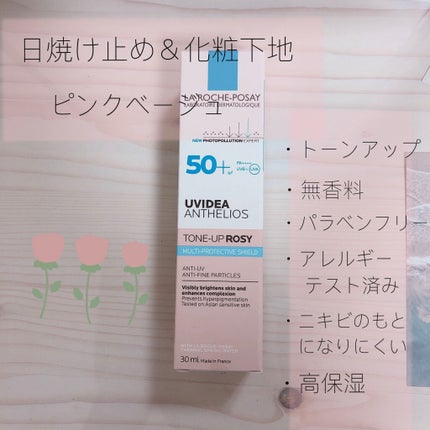 日焼け止め＆化粧下地
ピンクベージュ
LA ROCHE-POSAY
LABORATOIRE DERMATOLOGIQUE
NEW PHOTOPOLLUTION EXPERT
50+
PA++++
UVB+UVA
UVIDEA
ANTHELIOS
TONE-UP ROSY
MULTI-PROTECTIVE SHIELD
ANTI-UV
ANTI-FINE PARTICLES
Visibly brightens skin and
enhances complexion
Prevents hyperpigmentation
Tested on Asian sensitive skin
30 mL Made in France
・トーンアップ
・無香料
・パラベンフリー
・アレルギー
テスト済み
・ニキビのもと
になりにくい
・高保湿